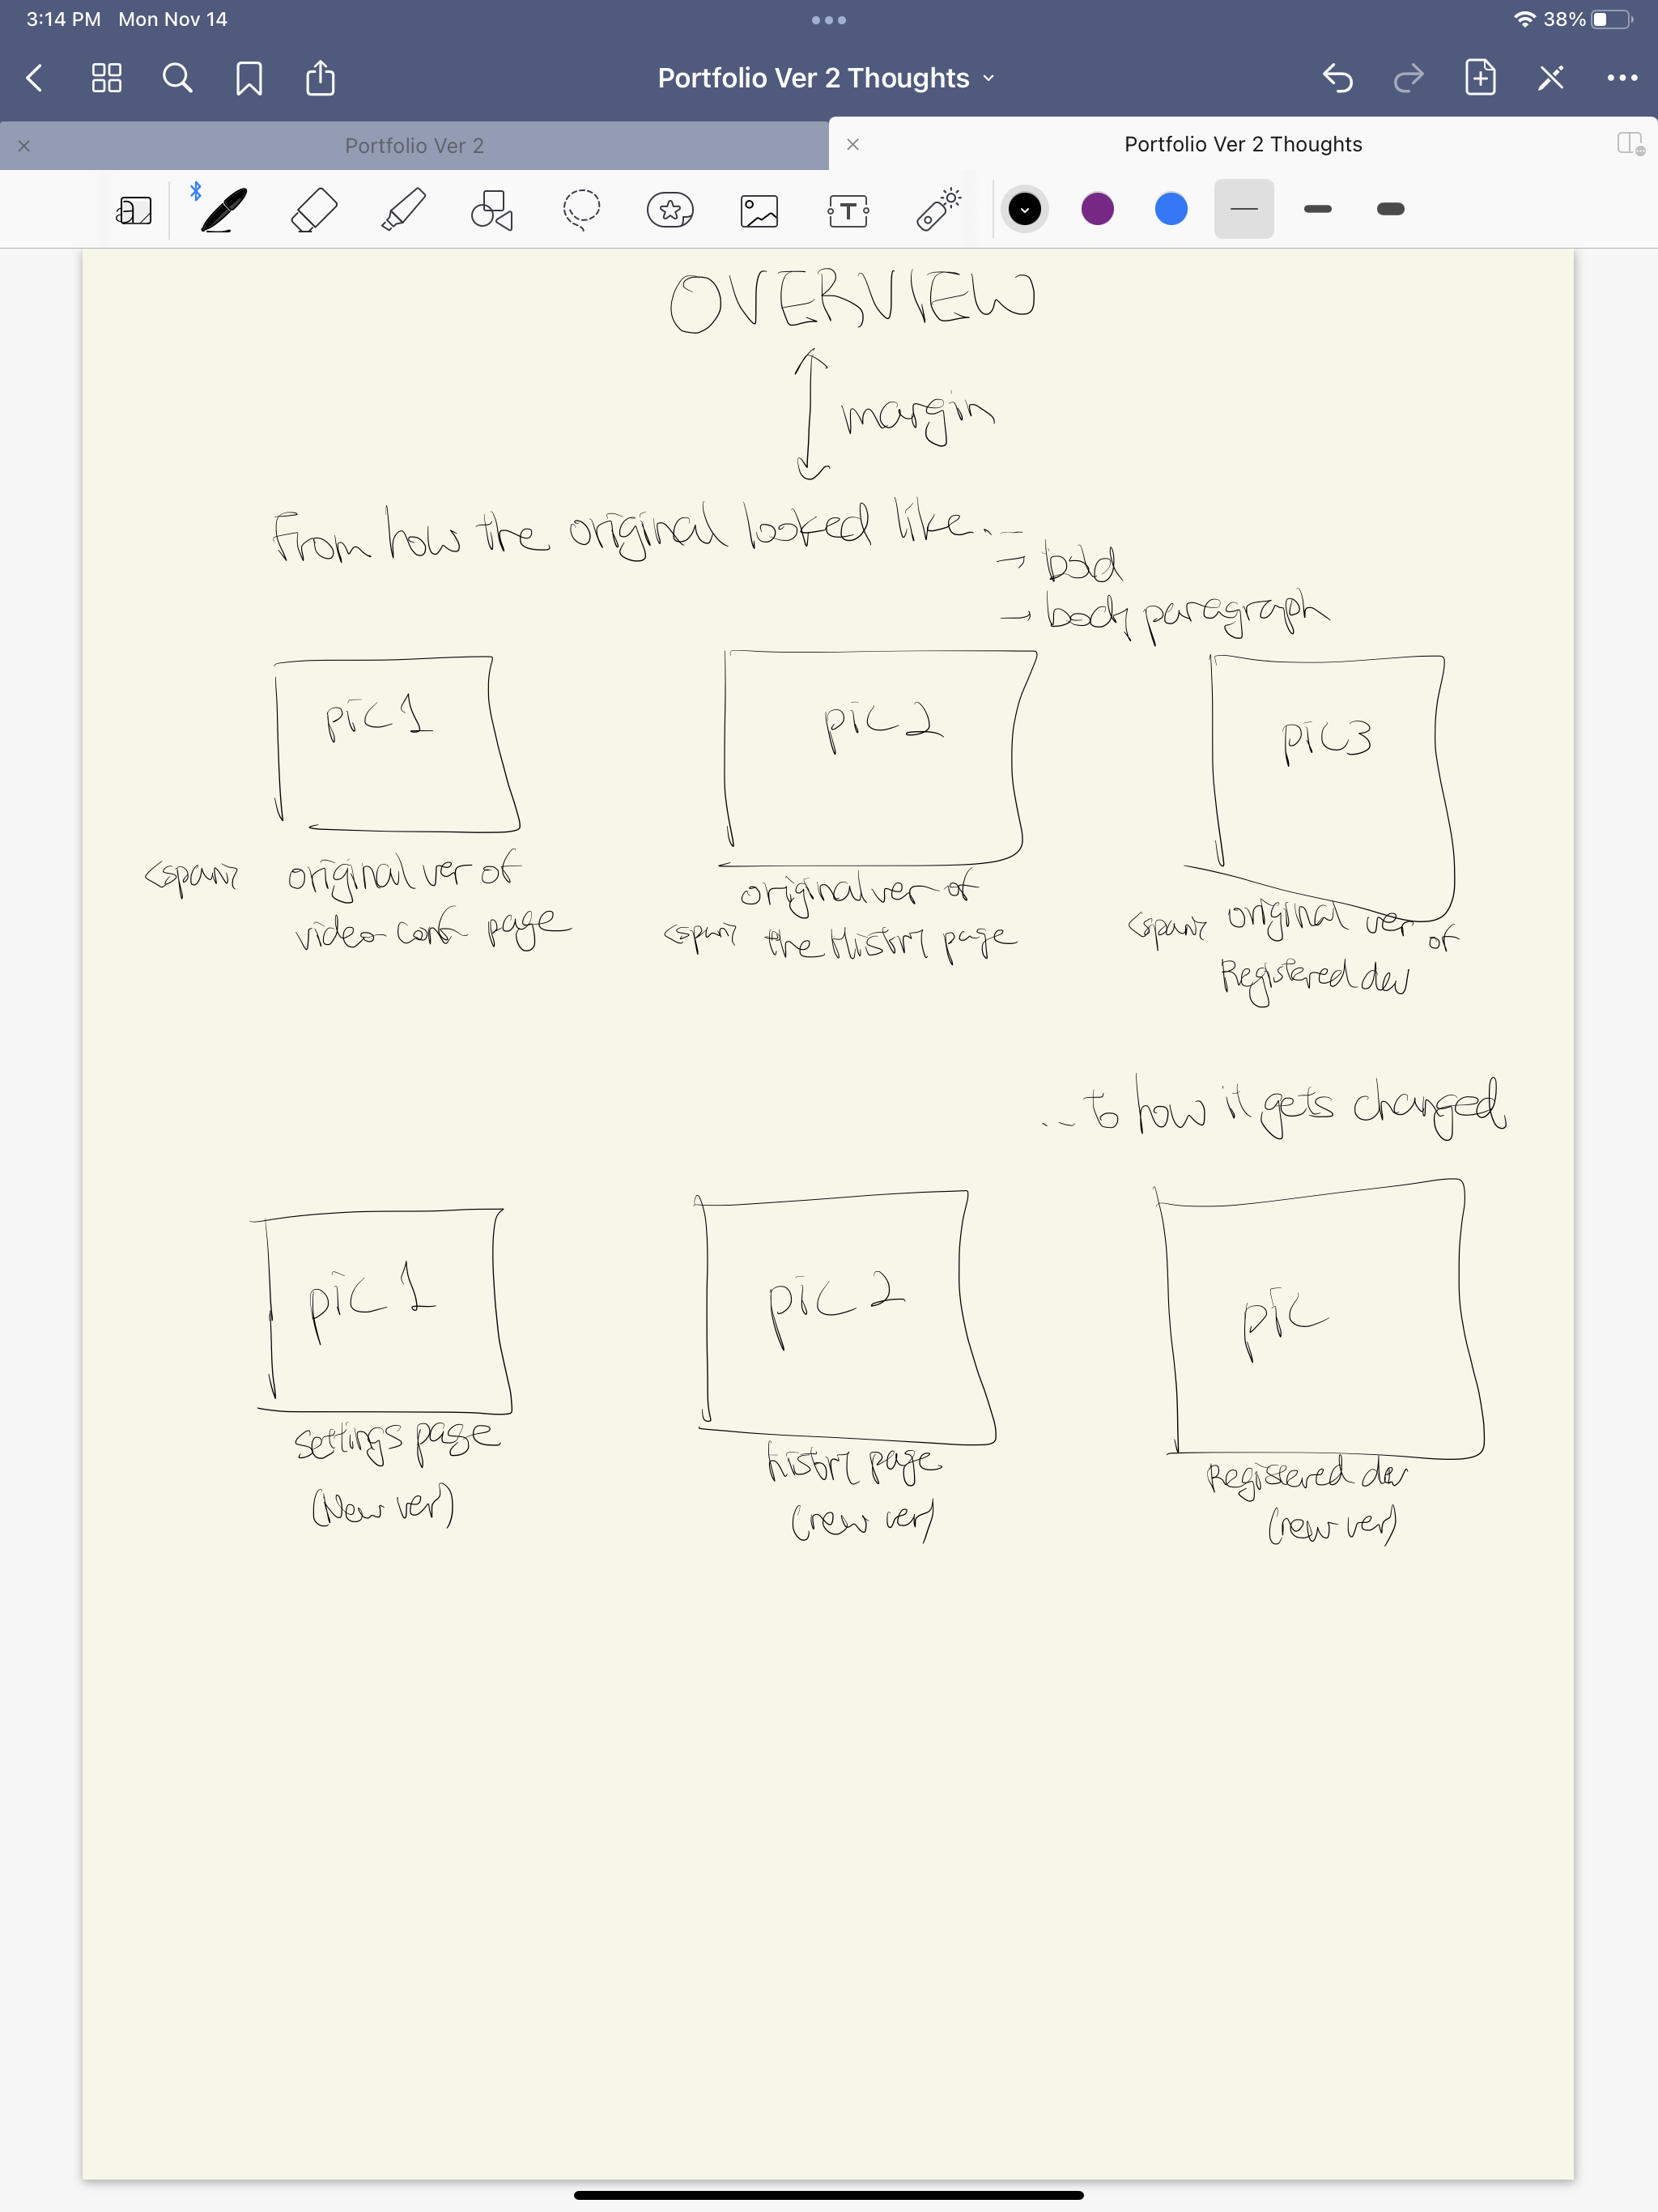 3:14 PM Mon Nov 14
38%
Portfolio Ver 2 Thoughts
Portfolio Ver 2
Portfolio Ver 2 Thoughts
OVERVIEW
margin
From how the original looked like...
→ bold
→ body paragraph
pic 1
pic 2
pic 3
<span> original ver of
video conf page
original ver of
<span> the History page
<span> original ver of
Registered dev
... to how it gets changed
pic 1
pic 2
pic
settings page
(New ver)
history page
(new ver)
Registered dev
(new ver)